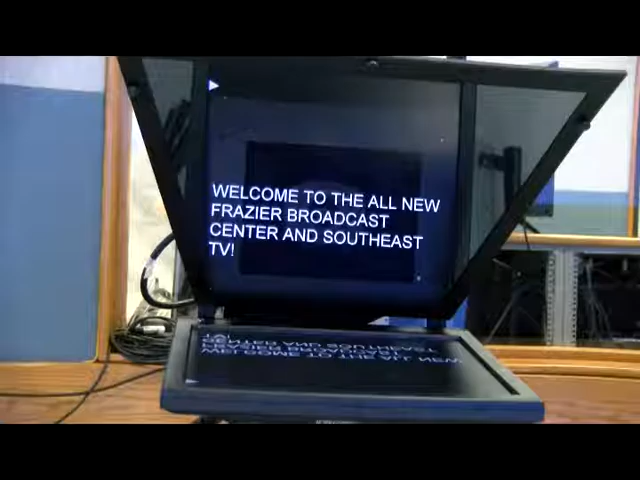 WELCOME TO THE ALL NEW
FRAZIER BROADCAST
CENTER AND SOUTHEAST
TV!